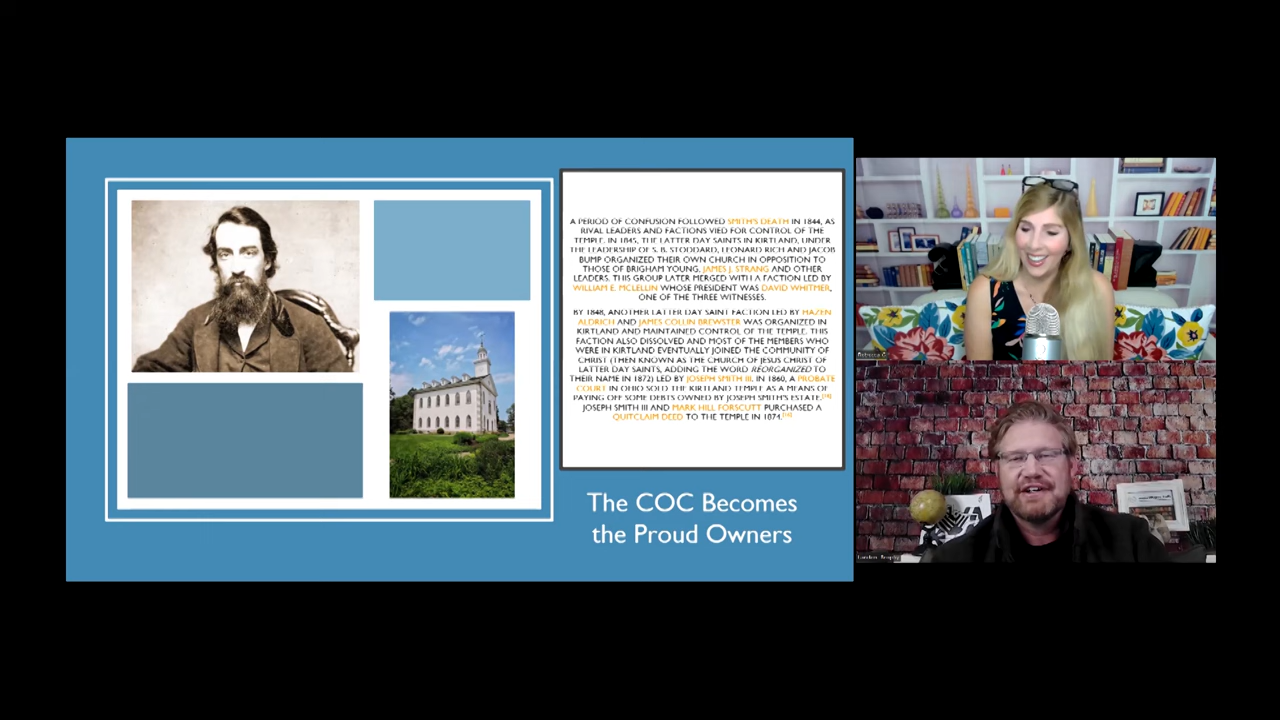 A PERIOD OF CONFUSION FOLLOWED SMITH'S DEATH IN 1844, AS
RIVAL LEADERS AND FACTIONS VIED FOR CONTROL OF THE
TEMPLE. IN 1845, THE LATTER DAY SAINTS IN KIRTLAND, UNDER
THE LEADERSHIP OF S. B. STODDARD, LEONARD RICH AND JACOB
BUMP ORGANIZED THEIR OWN CHURCH IN OPPOSITION TO
THOSE OF BRIGHAM YOUNG, JAMES J. STRANG AND OTHER
LEADERS. THIS GROUP LATER MERGED WITH A FACTION LED BY
WILLIAM E. MCLELLIN WHOSE PRESIDENT WAS DAVID WHITMER,
ONE OF THE THREE WITNESSES.
BY 1848, ANOTHER LATTER DAY SAINT FACTION LED BY HAZEN
ALDRICH AND JAMES COLLIN BREWSTER WAS ORGANIZED IN
KIRTLAND AND MAINTAINED CONTROL OF THE TEMPLE. THIS
FACTION ALSO DISSOLVED AND MOST OF THE MEMBERS WHO
WERE IN KIRTLAND EVENTUALLY JOINED THE COMMUNITY OF
CHRIST (THEN KNOWN AS THE CHURCH OF JESUS CHRIST OF
LATTER DAY SAINTS, ADDING THE WORD REORGANIZED TO
THEIR NAME IN 1872) LED BY JOSEPH SMITH III. IN 1860, A PROBATE
COURT IN OHIO SOLD THE KIRTLAND TEMPLE AS A MEANS OF
PAYING OFF SOME DEBTS OWNED BY JOSEPH SMITH'S ESTATE.
JOSEPH SMITH III AND MARK HILL FORSCUTT PURCHASED A
QUITCLAIM DEED TO THE TEMPLE IN 1874.
The COC Becomes
the Proud Owners
Rebecca